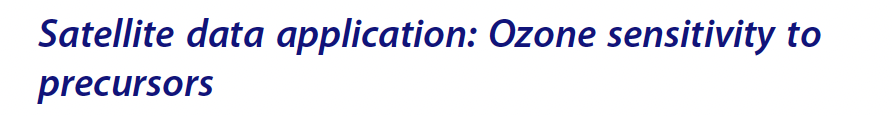 Satellite data application: Ozone sensitivity to
precursors